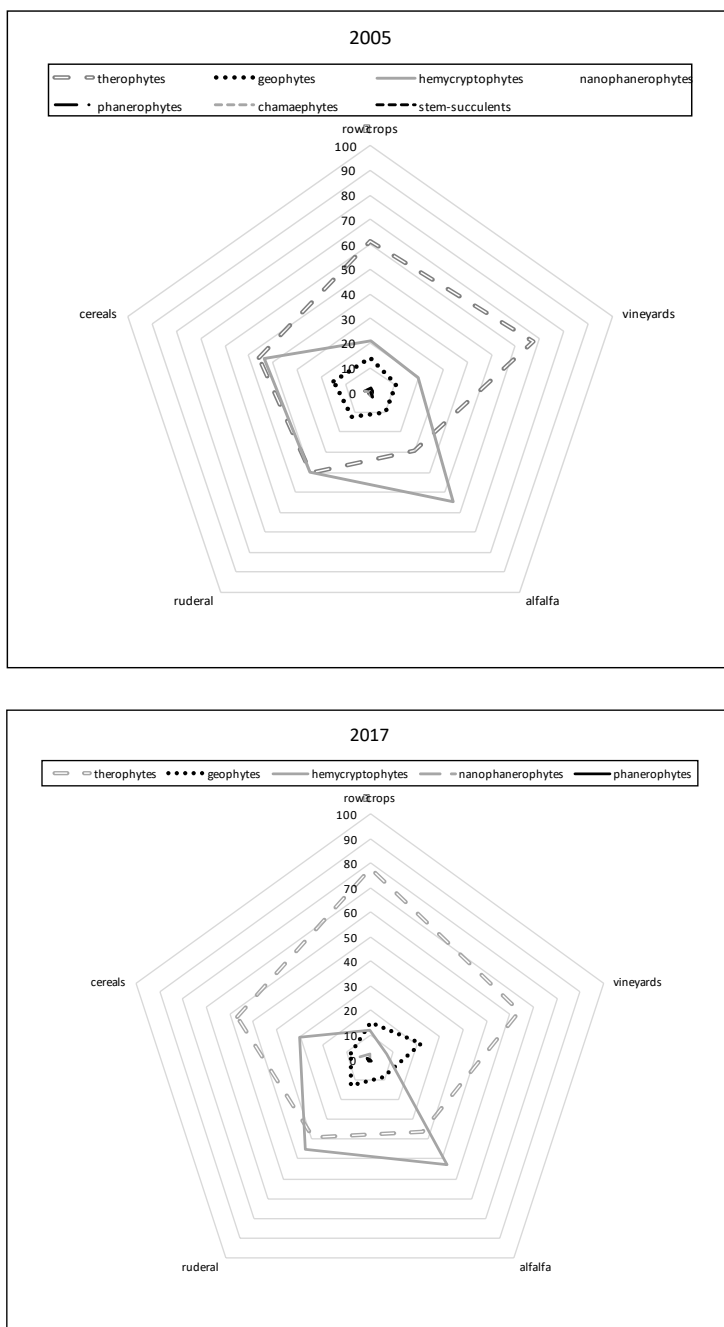 2005
therophytes geophytes hemycryptophytes nanophanerophytes
phanerophytes chamaephytes stem-succulents
row crops
100
90
80
70
60
50
40
30
20
10
0
cereals
vineyards
ruderal
alfalfa
2017
therophytes geophytes hemycryptophytes nanophanerophytes phanerophytes
row crops
100
90
80
70
60
50
40
30
20
10
0
cereals
vineyards
ruderal
alfalfa